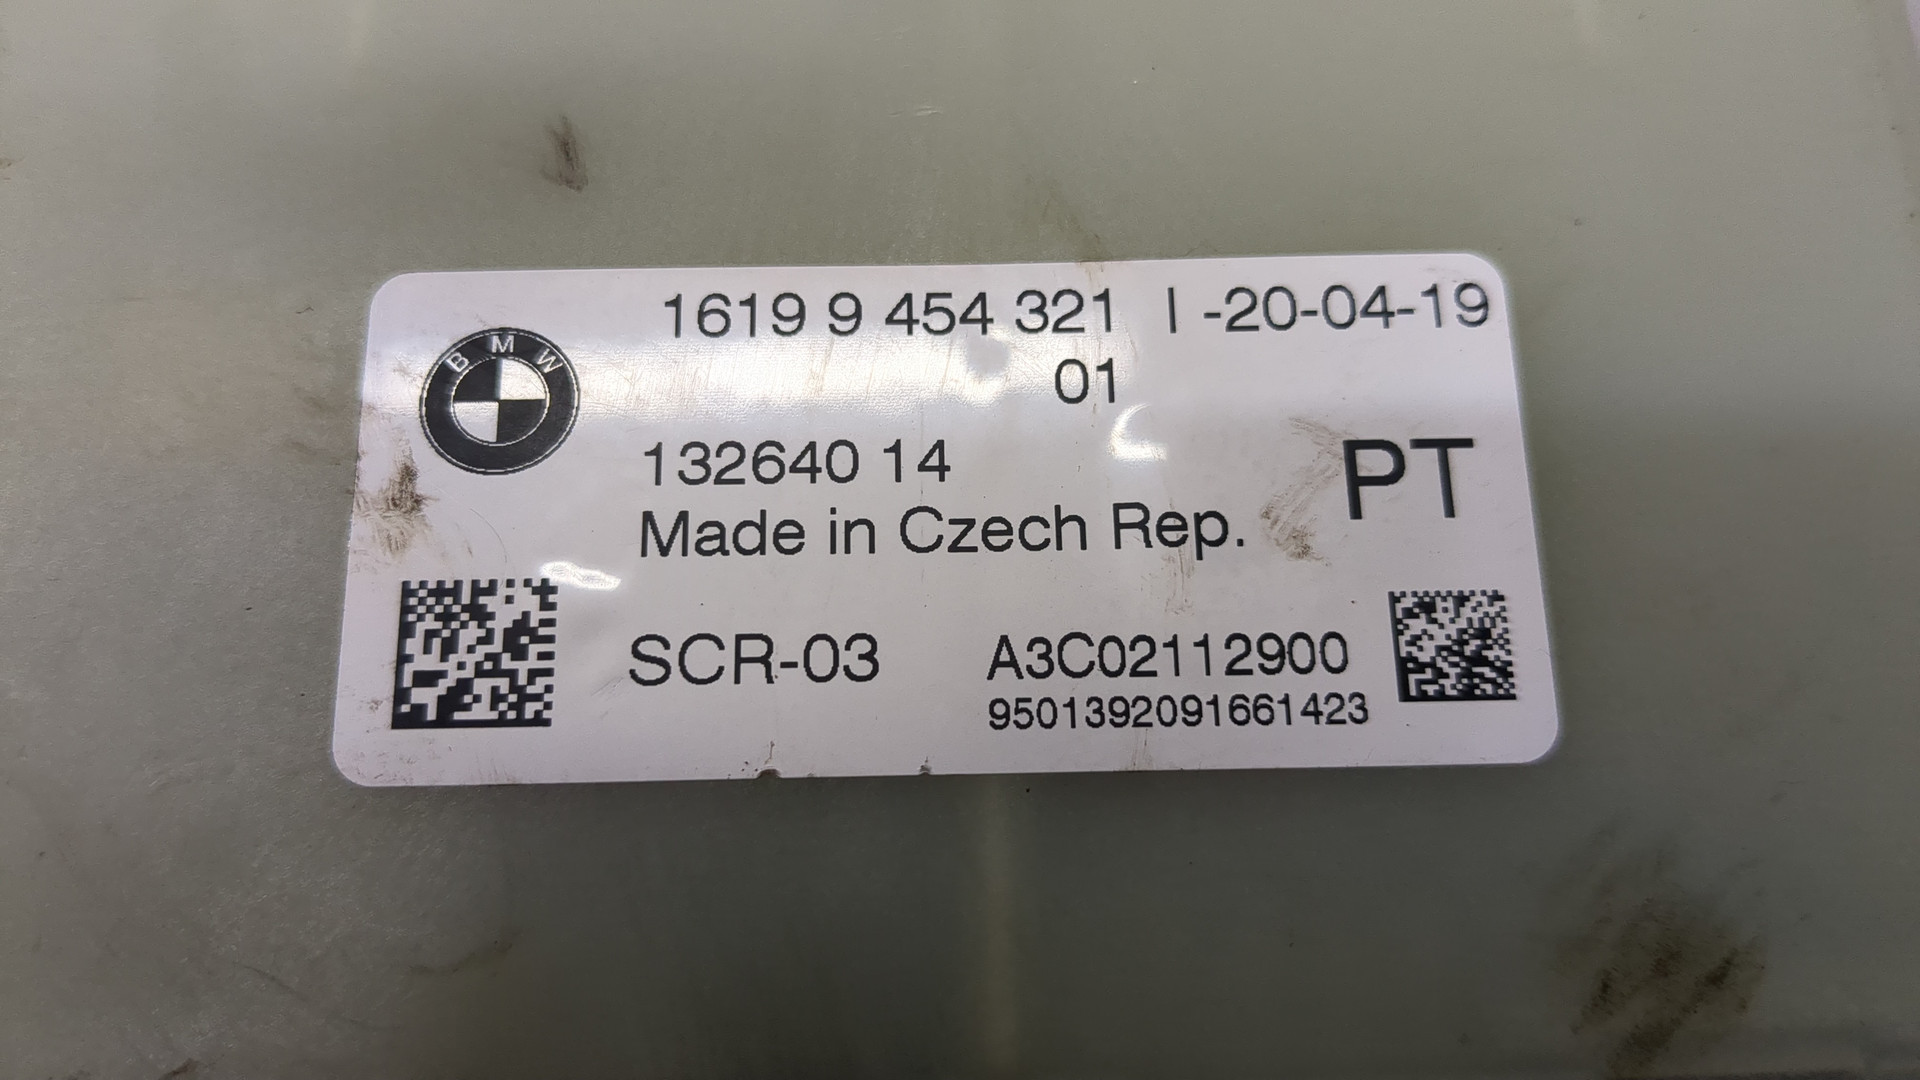 1619 9 454 321 I -20-04-19
01
BMW
132640 14
PT
Made in Czech Rep.
SCR-03 A3C02112900
9501392091661423